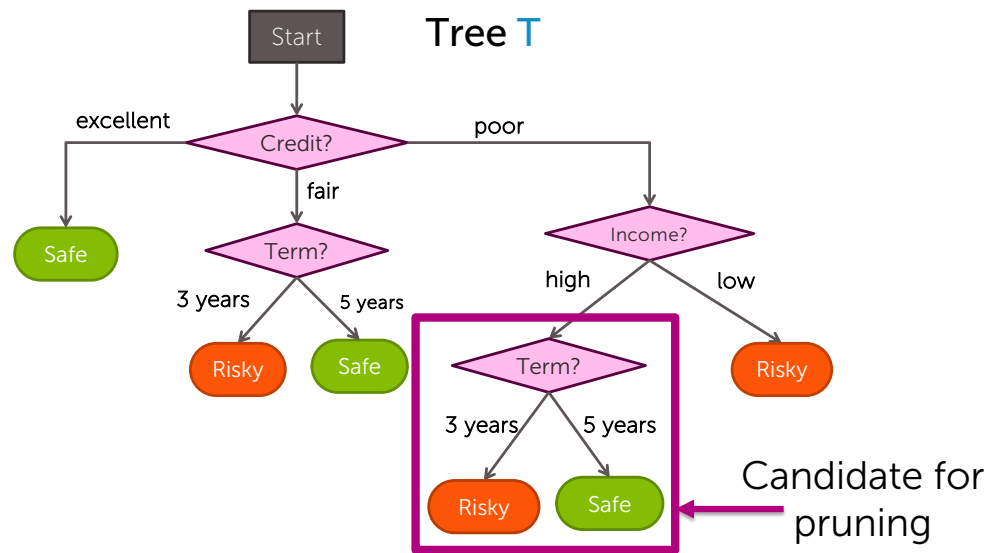 Start
Tree T
excellent
Credit?
poor
fair
Safe
Term?
Income?
3 years
5 years
high
low
Risky
Safe
Term?
Risky
3 years
5 years
Risky
Safe
Candidate for
pruning